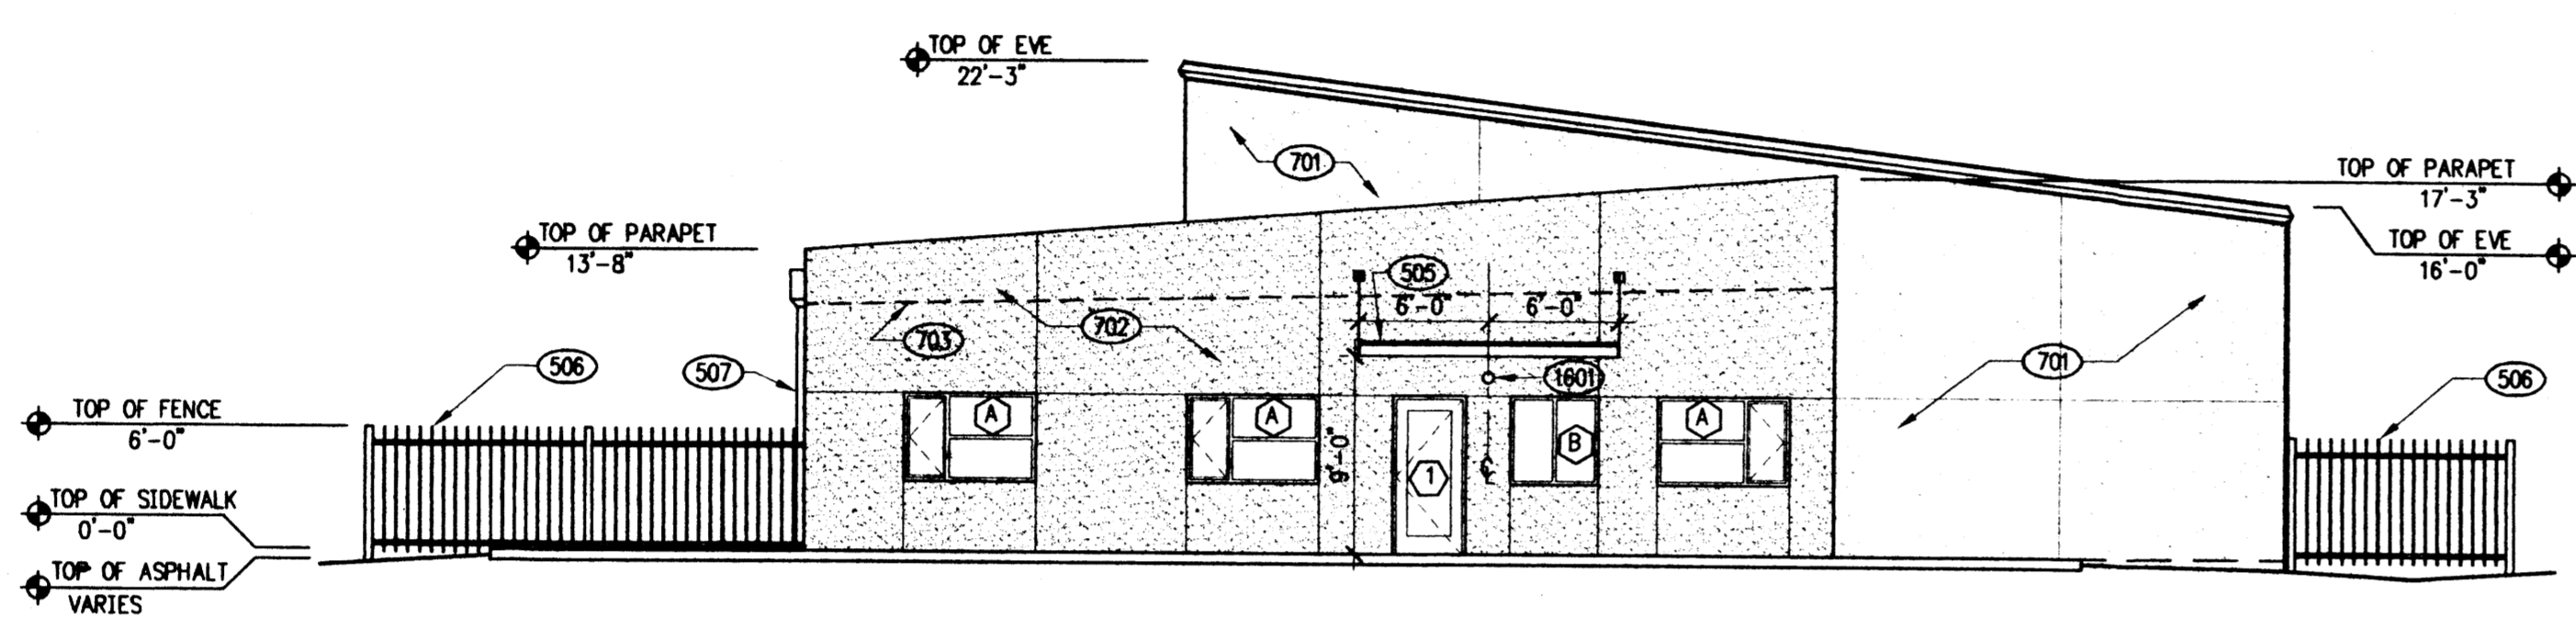 TOP OF EVE
22'-3"
701
TOP OF PARAPET
17'-3"
TOP OF PARAPET
13'-8"
TOP OF EVE
16'-0"
505
6'-0" 6'-0"
702
703
506
507
1601
701
506
TOP OF FENCE
6'-0"
A
A
A
B
9'-0"
1
℄
TOP OF SIDEWALK
0'-0"
TOP OF ASPHALT
VARIES